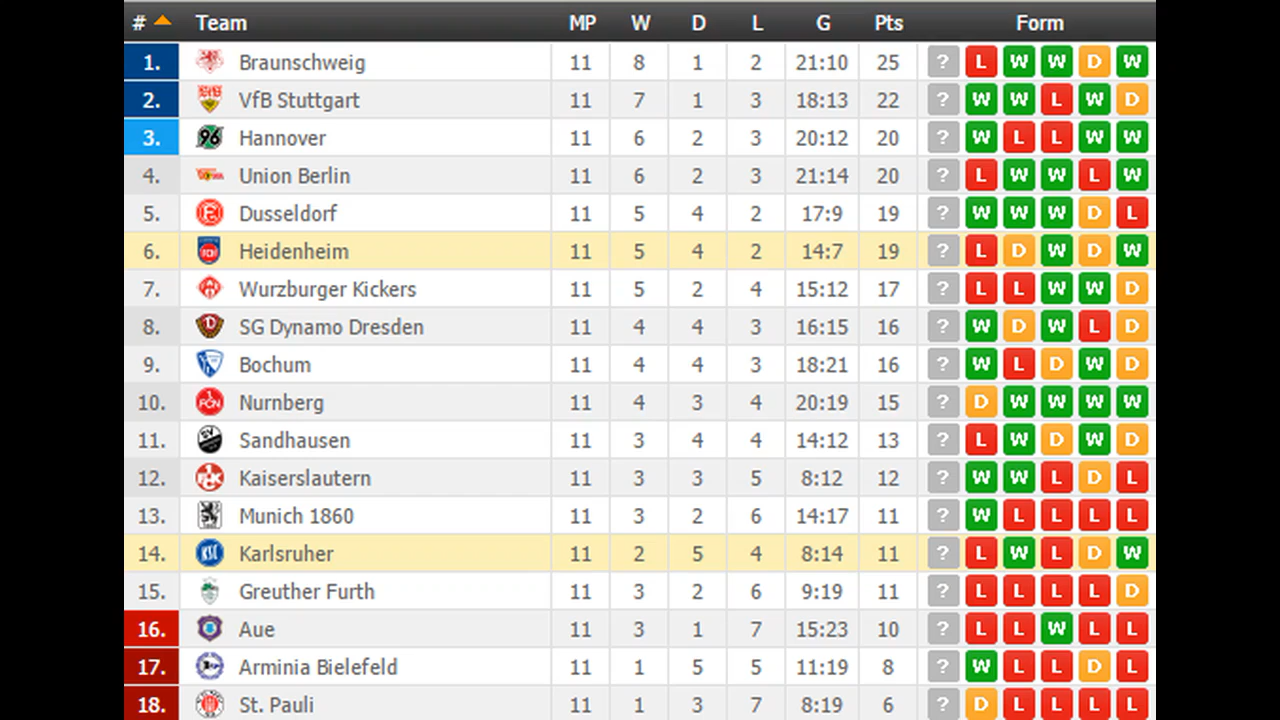 # Team MP W D L G Pts Form
1. Braunschweig 11 8 1 2 21:10 25 ? L W W D W
2. VfB Stuttgart 11 7 1 3 18:13 22 ? W W L W D
3. 96 Hannover 11 6 2 3 20:12 20 ? W L L W W
4. Union Berlin 11 6 2 3 21:14 20 ? L W W L W
5. Dusseldorf 11 5 4 2 17:9 19 ? W W W D L
6. Heidenheim 11 5 4 2 14:7 19 ? L D W D W
7. Wurzburger Kickers 11 5 2 4 15:12 17 ? L L W W D
8. D SG Dynamo Dresden 11 4 4 3 16:15 16 ? W D W L D
9. Bochum 11 4 4 3 18:21 16 ? W L D W D
10. 1. FCN Nurnberg 11 4 3 4 20:19 15 ? D W W W W
11. SV Sandhausen 11 3 4 4 14:12 13 ? L W D W D
12. Kaiserslautern 11 3 3 5 8:12 12 ? W W L D L
13. Munich 1860 11 3 2 6 14:17 11 ? W L L L L
14. KSC Karlsruher 11 2 5 4 8:14 11 ? L W L D W
15. Greuther Furth 11 3 2 6 9:19 11 ? L L L L D
16. Aue 11 3 1 7 15:23 10 ? L L W L L
17. Arminia Bielefeld 11 1 5 5 11:19 8 ? W L L D L
18. St. Pauli 11 1 3 7 8:19 6 ? D L L L L